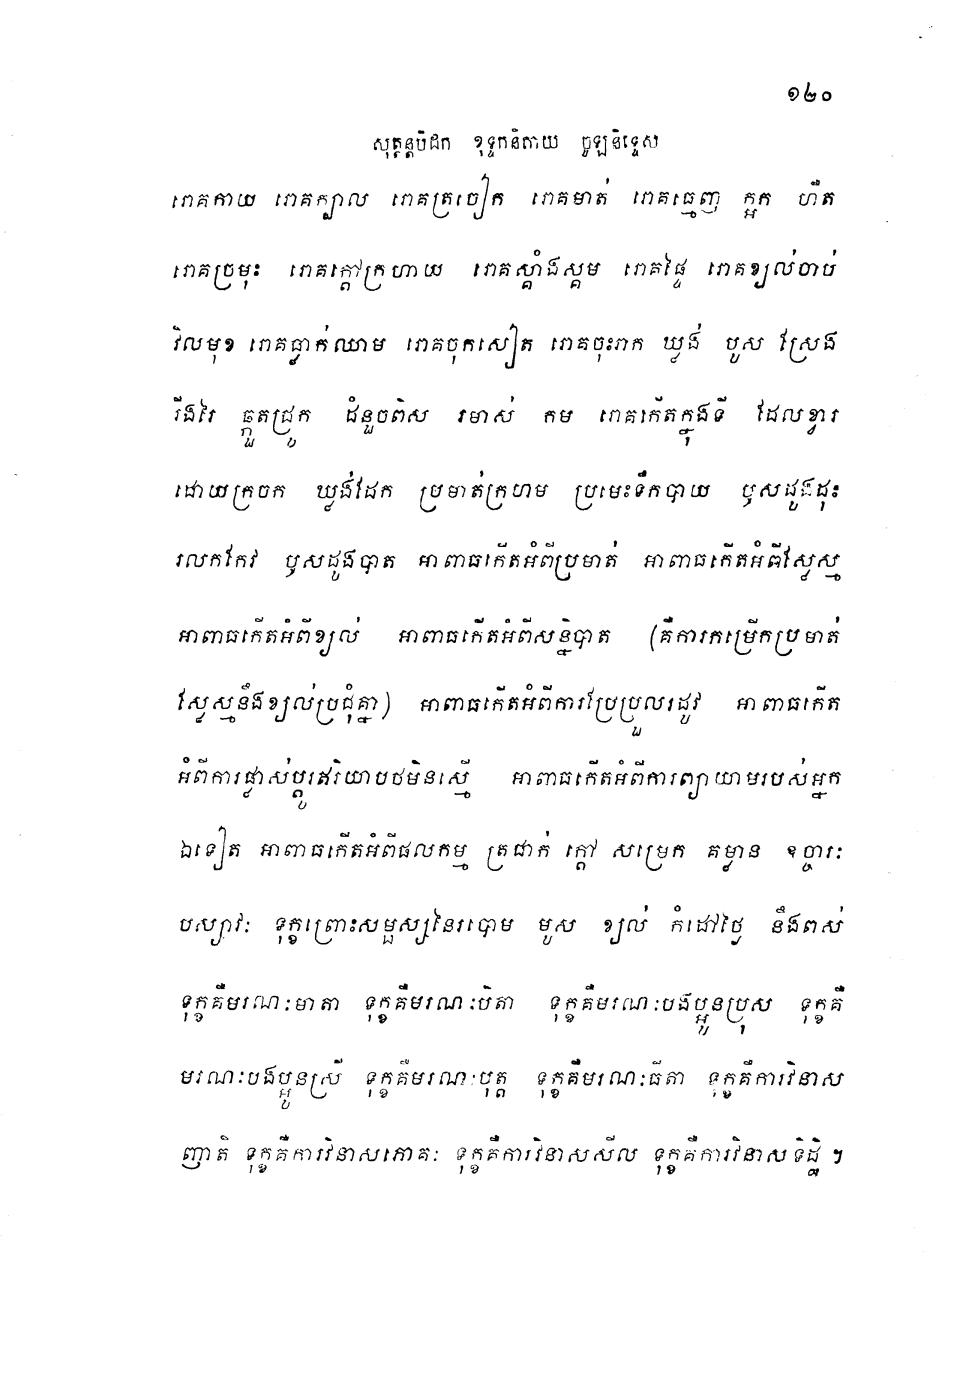 ១២០
សុត្តន្តបិដក ខុទ្ទកនិកាយ ចូឡនិទ្ទេស
រោគកាយ រោគក្បាល រោគត្រចៀក រោគមាត់ រោគធ្មេញ ក្អក ហឺត
រោគច្រមុះ រោគក្តៅក្រហាយ រោគស្គាំងស្គម រោគផ្ទៃ រោគខ្យល់ចាប់
វិលមុខ រោគធ្លាក់ឈាម រោគចុកសៀត រោគចុះរាក ឃ្លង់ បូស ស្រែង
រីងរៃ ឆ្កួតជ្រូក ដំនួចពិស រមាស់ កម រោគកើតក្នុងទី ដែលខ្វារ
ដោយក្រចក ឃ្លង់ដែក ប្រមាត់ក្រហម ប្រមេះទឹកបាយ ឫសដូងដុះ
រលកកែវ ឫសដូងបាត អាពាធកើតអំពីប្រមាត់ អាពាធកើតអំពីស្លេស្ម
អាពាធកើតអំពីខ្យល់ អាពាធកើតអំពីសន្និបាត (គឺការកម្រើកប្រមាត់
ស្លេស្មនឹងខ្យល់ប្រជុំគ្នា) អាពាធកើតអំពីការប្រែប្រួលរដូវ អាពាធកើត
អំពីការផ្លាស់ប្តូរឥរិយាបថមិនស្មើ អាពាធកើតអំពីការព្យាយាមរបស់អ្នក
ឯទៀត អាពាធកើតអំពីផលកម្ម ត្រជាក់ ក្តៅ សម្រេក គម្លាន ឧច្ចារៈ
បស្សាវៈ ទុក្ខព្រោះសម្ផស្សនៃរបោម មូស ខ្យល់ កំដៅថ្ងៃ នឹងពស់
ទុក្ខគឺមរណៈមាតា ទុក្ខគឺមរណៈបិតា ទុក្ខគឺមរណៈបងប្អូនប្រុស ទុក្ខគឺ
មរណៈបងប្អូនស្រី ទុក្ខគឺមរណៈបុត្ត ទុក្ខគឺមរណៈធីតា ទុក្ខគឺការវិនាស
ញាតិ ទុក្ខគឺការវិនាសភោគៈ ទុក្ខគឺការវិនាសសីល ទុក្ខគឺការវិនាសទិដ្ឋិ ។